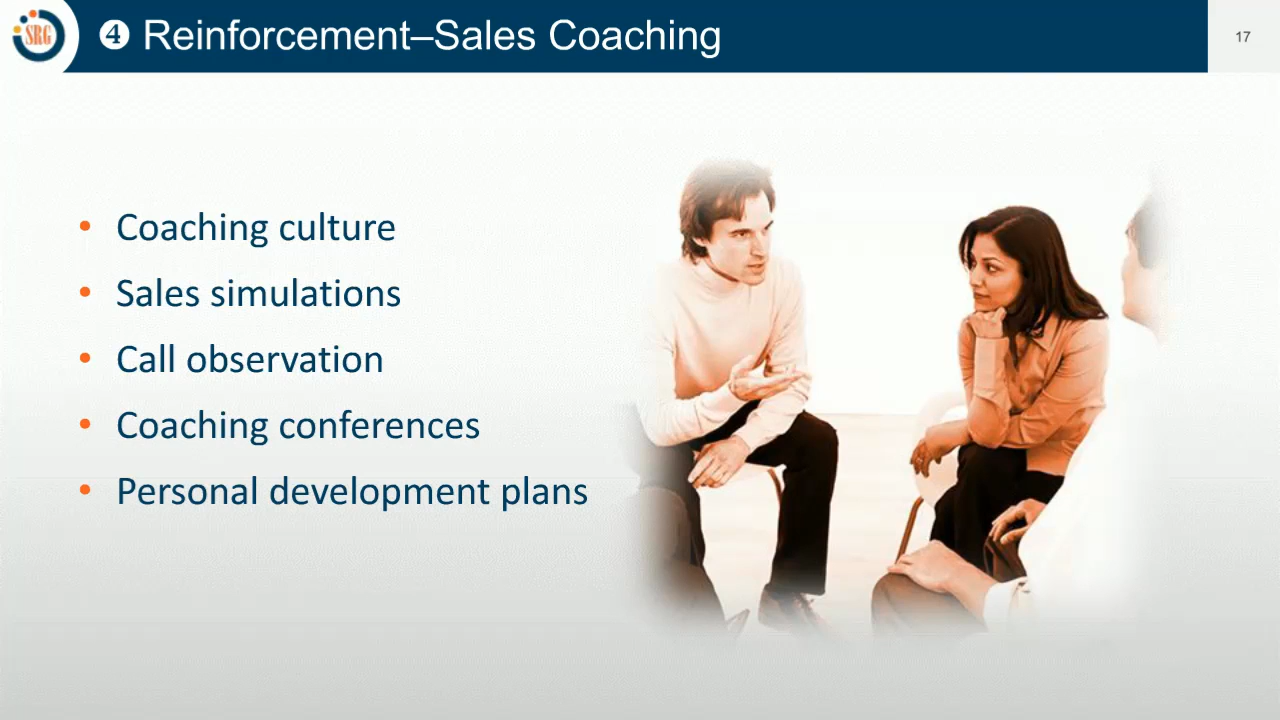 SRG
❹ Reinforcement–Sales Coaching
17
• Coaching culture
• Sales simulations
• Call observation
• Coaching conferences
• Personal development plans